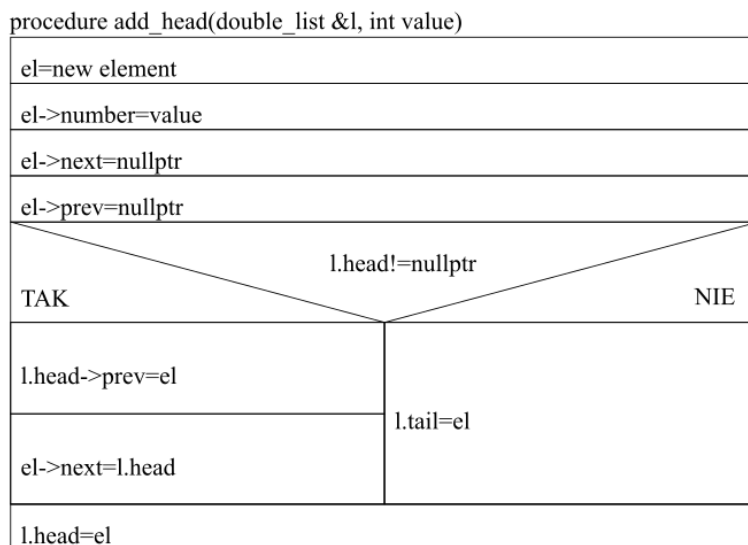 procedure add_head(double_list &l, int value)
el=new element
el->number=value
el->next=nullptr
el->prev=nullptr
l.head!=nullptr
TAK
NIE
l.head->prev=el
l.tail=el
el->next=l.head
l.head=el